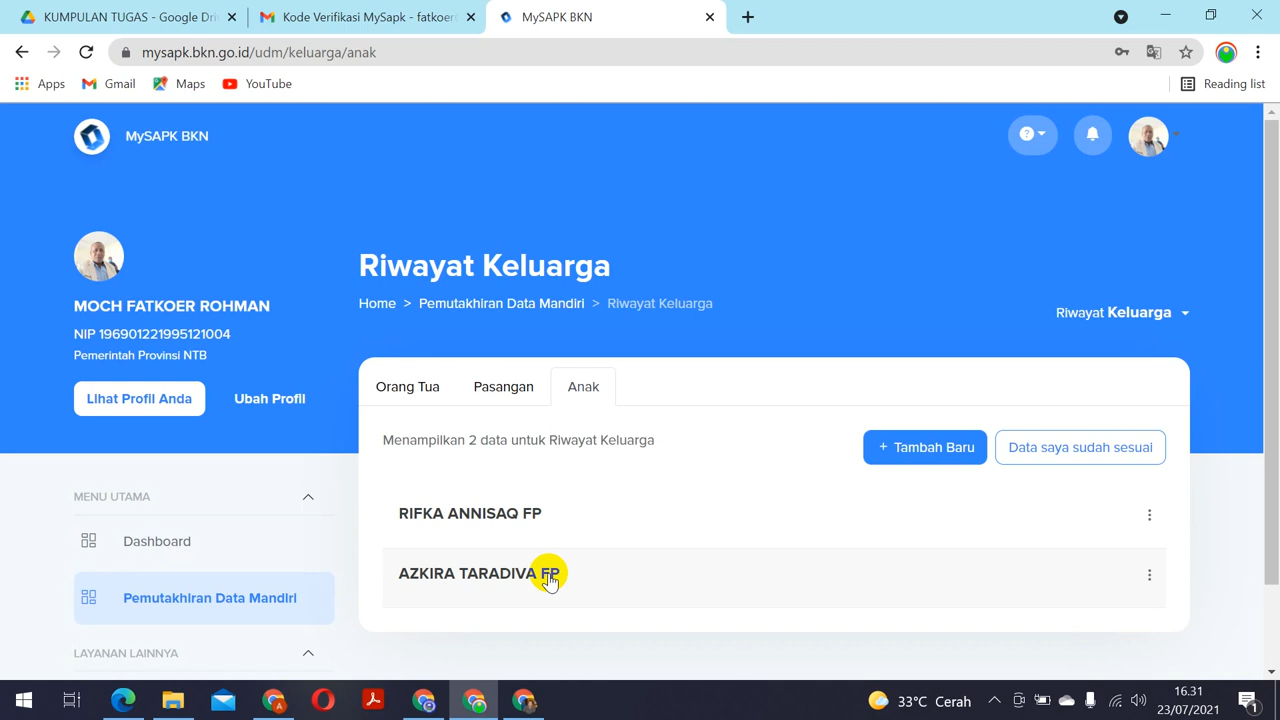 KUMPULAN TUGAS - Google Dri
Kode Verifikasi MySapk - fatkoer
MySAPK BKN
mysapk.bkn.go.id/udm/keluarga/anak
Apps
Gmail
Maps
YouTube
Reading list
MySAPK BKN
MOCH FATKOER ROHMAN
NIP 196901221995121004
Pemerintah Provinsi NTB
Lihat Profil Anda
Ubah Profil
Riwayat Keluarga
Home > Pemutakhiran Data Mandiri > Riwayat Keluarga
Riwayat Keluarga
Orang Tua
Pasangan
Anak
Menampilkan 2 data untuk Riwayat Keluarga
+ Tambah Baru
Data saya sudah sesuai
RIFKA ANNISAQ FP
AZKIRA TARADIVA FP
MENU UTAMA
Dashboard
Pemutakhiran Data Mandiri
LAYANAN LAINNYA
33°C Cerah
16.31
23/07/2021
1